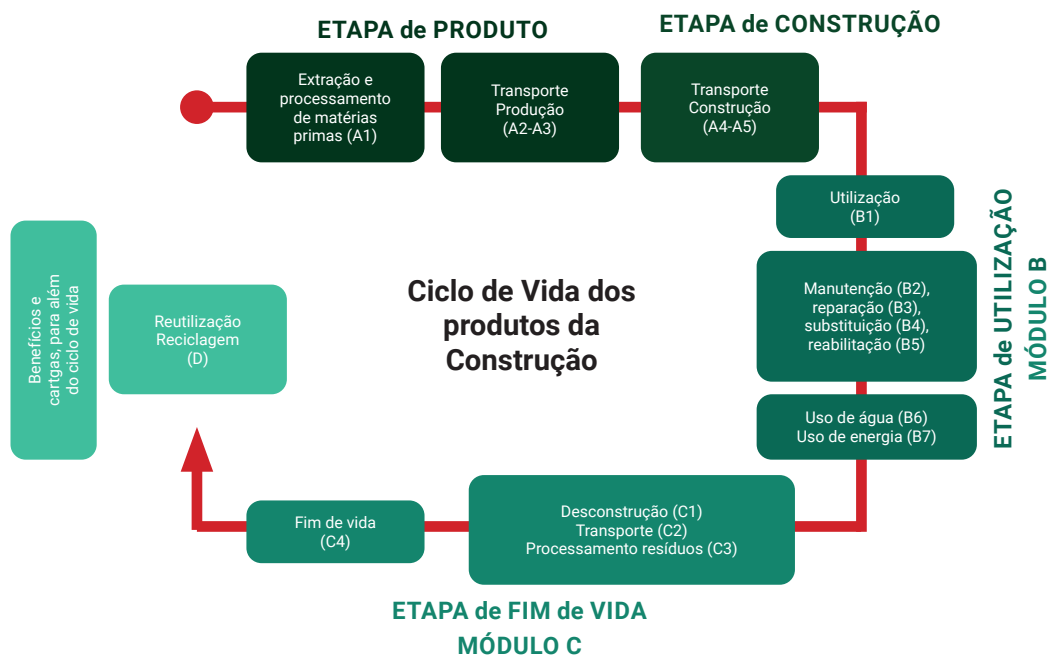 ETAPA de PRODUTO
ETAPA de CONSTRUÇÃO
Extração e
processamento
de matérias
primas (A1)
Transporte
Produção
(A2-A3)
Transporte
Construção
(A4-A5)
Utilização
(B1)
Manutenção (B2),
reparação (B3),
substituição (B4),
reabilitação (B5)
Uso de água (B6)
Uso de energia (B7)
ETAPA de UTILIZAÇÃO
MÓDULO B
Ciclo de Vida dos
produtos da
Construção
Desconstrução (C1)
Transporte (C2)
Processamento resíduos (C3)
Fim de vida
(C4)
ETAPA de FIM de VIDA
MÓDULO C
Reutilização
Reciclagem
(D)
Benefícios e
cartgas, para além
do ciclo de vida